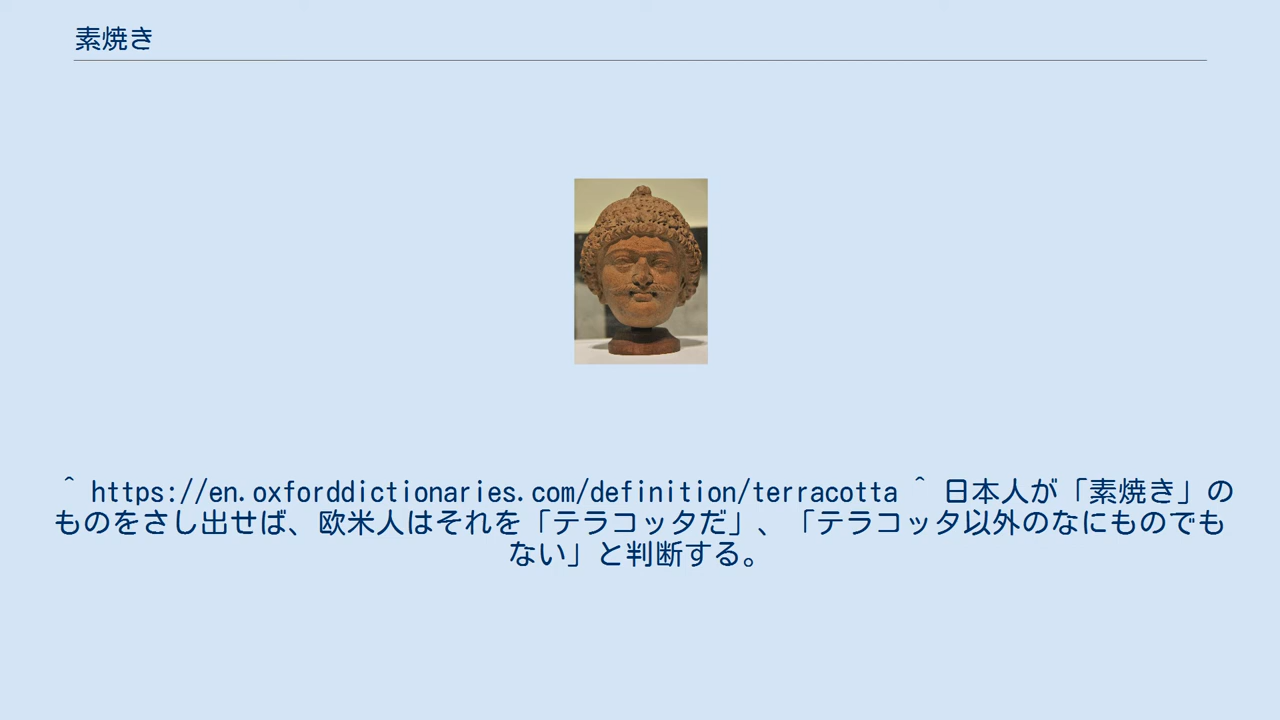 素焼き
^ https://en.oxforddictionaries.com/definition/terracotta ^ 日本人が「素焼き」の
ものをさし出せば、欧米人はそれを「テラコッタだ」、「テラコッタ以外のなにものでも
ない」と判断する。